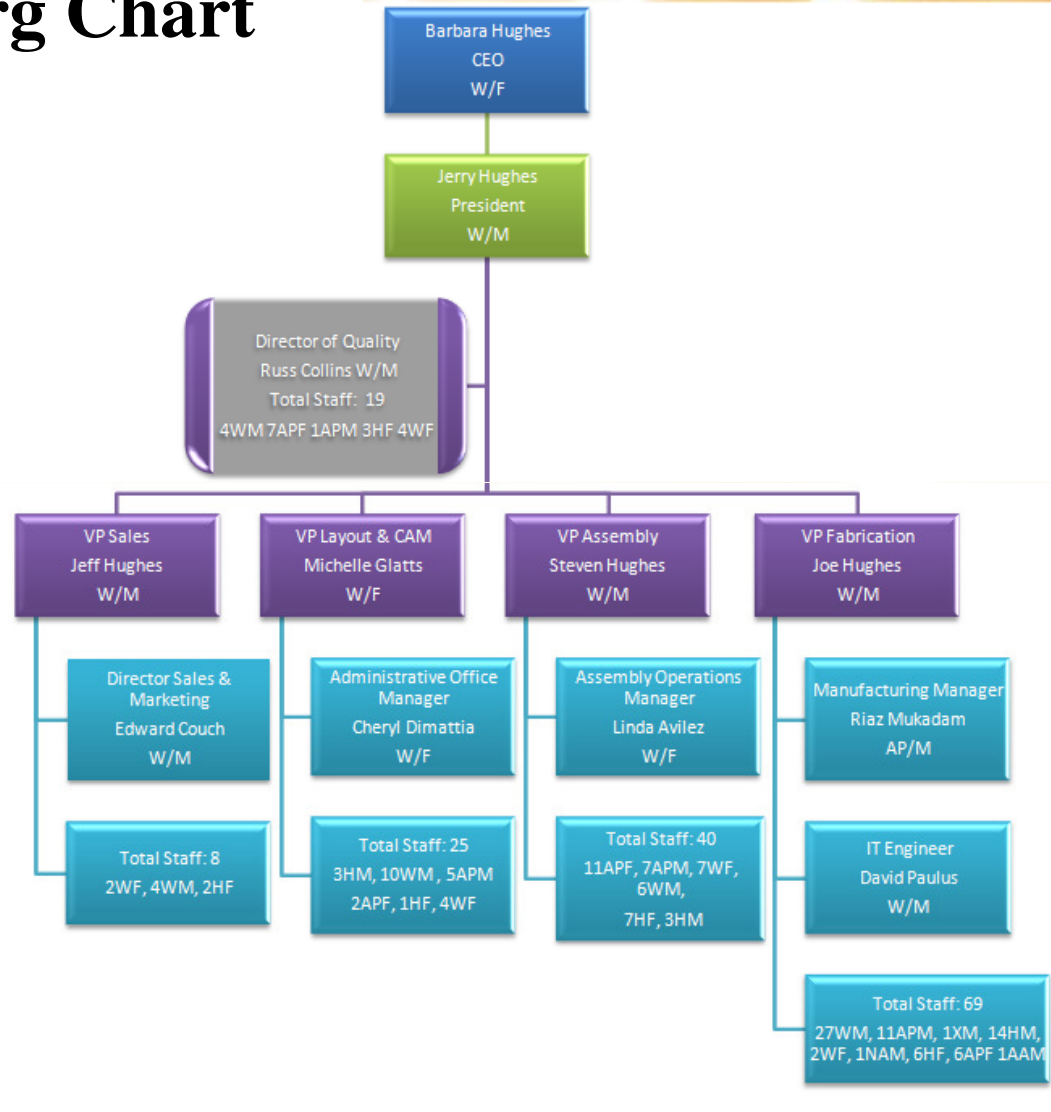 rg Chart
Barbara Hughes
CEO
W/F
Jerry Hughes
President
W/M
Director of Quality
Russ Collins W/M
Total Staff: 19
4WM 7APF 1APM 3HF 4WF
VP Sales
Jeff Hughes
W/M
VP Layout & CAM
Michelle Glatts
W/F
VP Assembly
Steven Hughes
W/M
VP Fabrication
Joe Hughes
W/M
Director Sales &
Marketing
Edward Couch
W/M
Administrative Office
Manager
Cheryl Dimattia
W/F
Assembly Operations
Manager
Linda Avilez
W/F
Manufacturing Manager
Riaz Mukadam
AP/M
Total Staff: 8
2WF, 4WM, 2HF
Total Staff: 25
3HM, 10WM , 5APM
2APF, 1HF, 4WF
Total Staff: 40
11APF, 7APM, 7WF,
6WM,
7HF, 3HM
IT Engineer
David Paulus
W/M
Total Staff: 69
27WM, 11APM, 1XM, 14HM,
2WF, 1NAM, 6HF, 6APF 1AAM